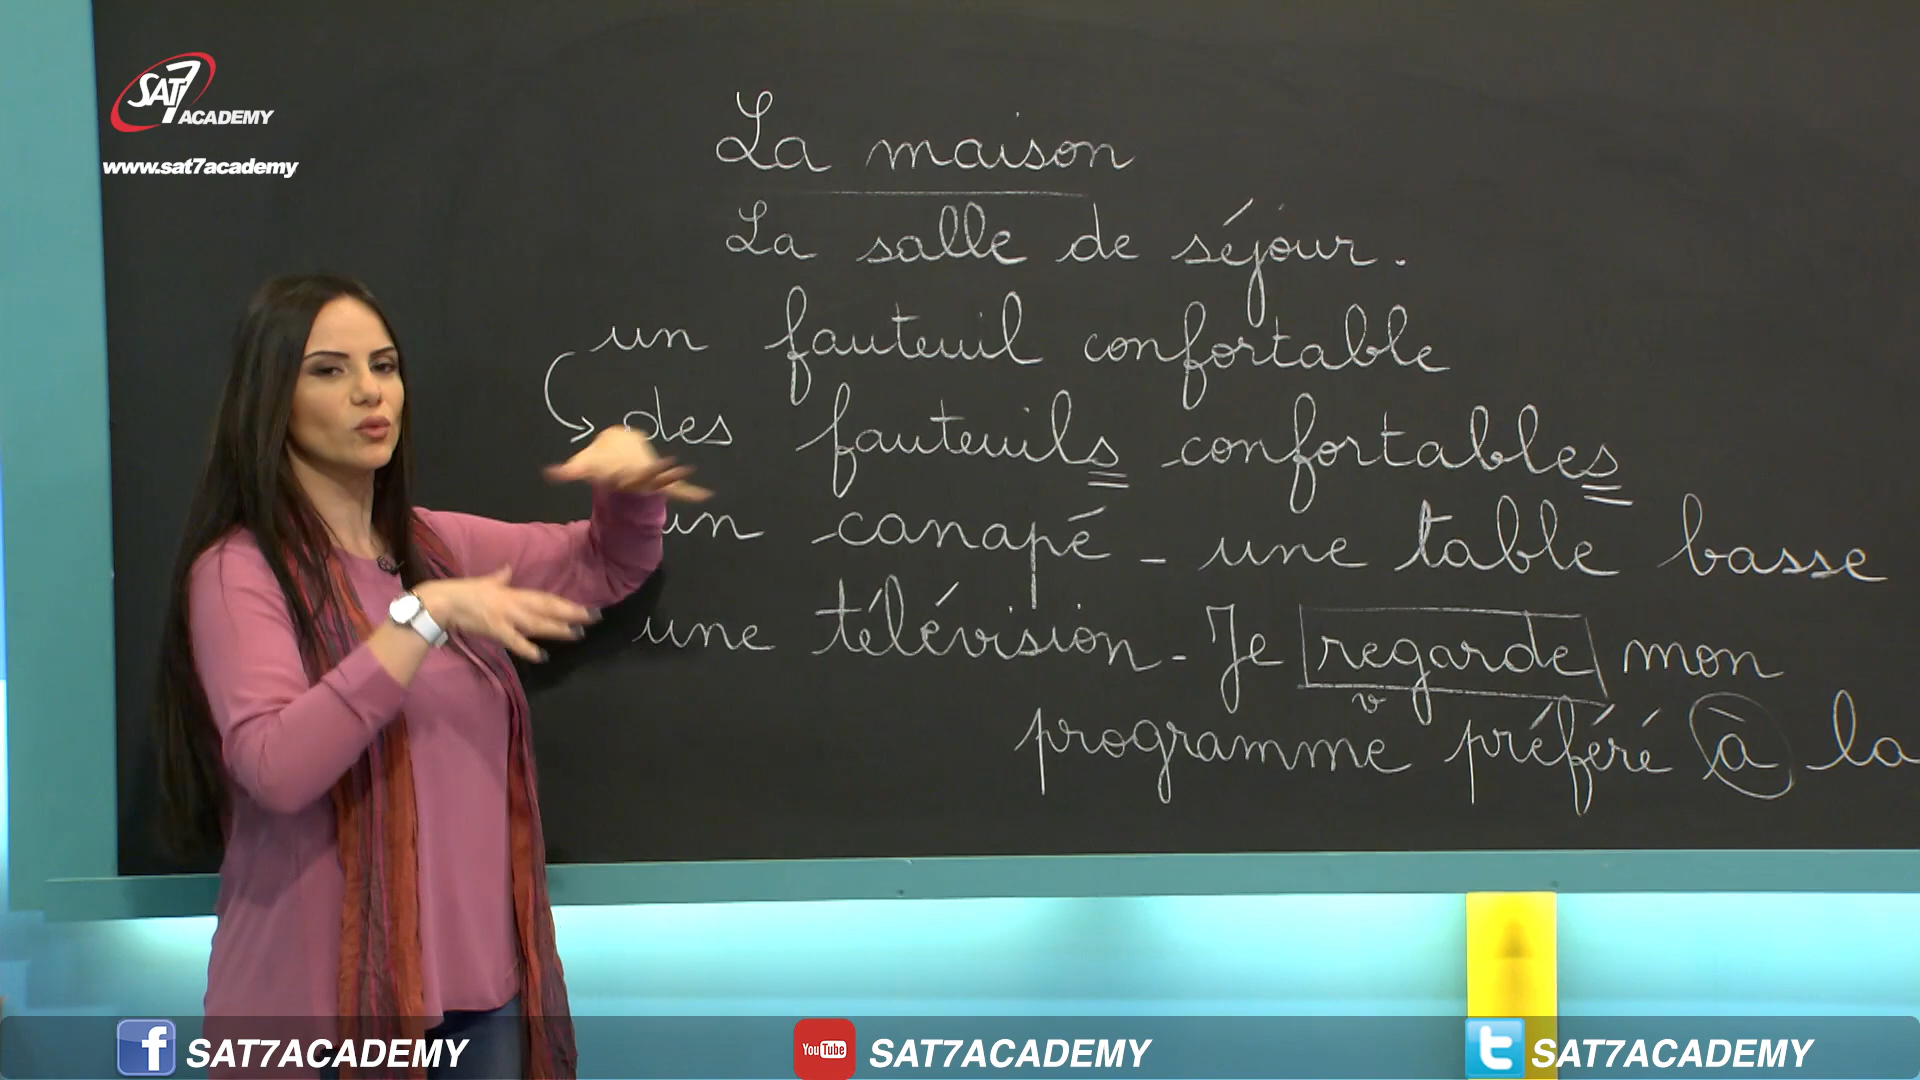 SAT7
ACADEMY
www.sat7academy
La maison
La salle de séjour.
un fauteuil confortable
des fauteuils confortables
un canapé - une table basse
une télévision - Je regarde mon
v
programme préféré à la
SAT7ACADEMY
You Tube
SAT7ACADEMY
SAT7ACADEMY